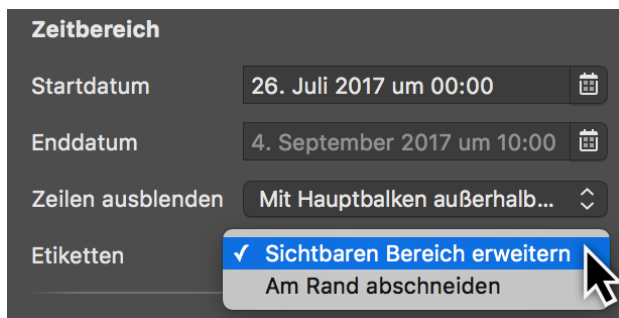 Zeitbereich
Startdatum 26. Juli 2017 um 00:00
Enddatum 4. September 2017 um 10:00
Zeilen ausblenden Mit Hauptbalken außerhalb...
Etiketten ✓ Sichtbaren Bereich erweitern
Am Rand abschneiden